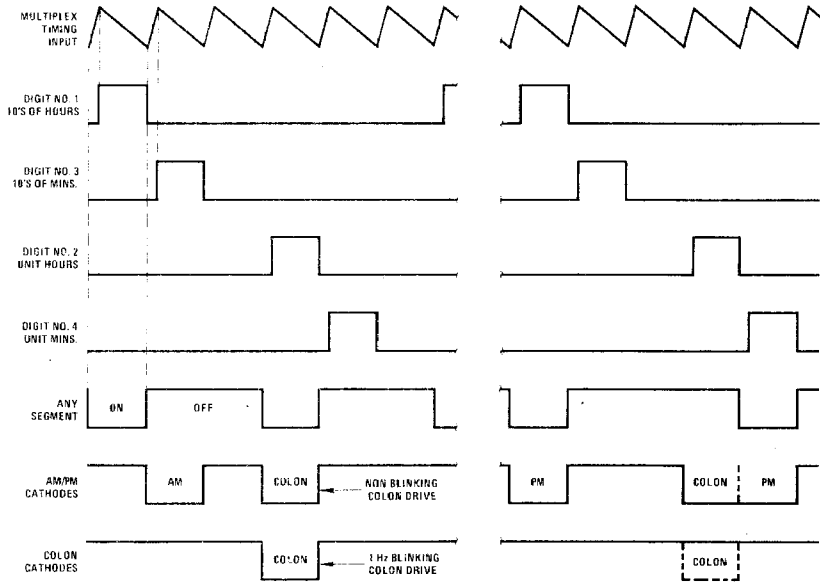 MULTIPLEX
TIMING
INPUT
DIGIT NO. 1
10'S OF HOURS
DIGIT NO. 3
10'S OF MINS.
DIGIT NO. 2
UNIT HOURS
DIGIT NO. 4
UNIT MINS.
ANY
SEGMENT
ON
OFF
AM/PM
CATHODES
AM
COLON
NON BLINKING
COLON DRIVE
PM
COLON
PM
COLON
CATHODES
COLON
1 Hz BLINKING
COLON DRIVE
COLON